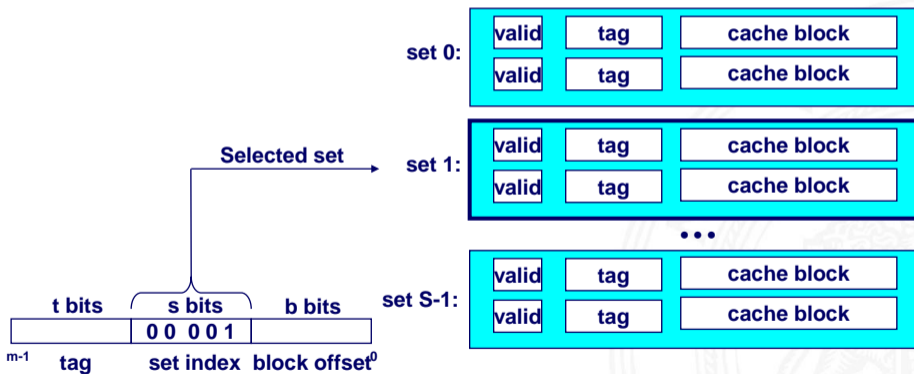 valid tag cache block
set 0:
valid tag cache block
valid tag cache block
Selected set
set 1:
valid tag cache block
•••
valid tag cache block
set S-1:
t bits s bits b bits
valid tag cache block
0 0 0 0 1
m-1 0
tag set index block offset